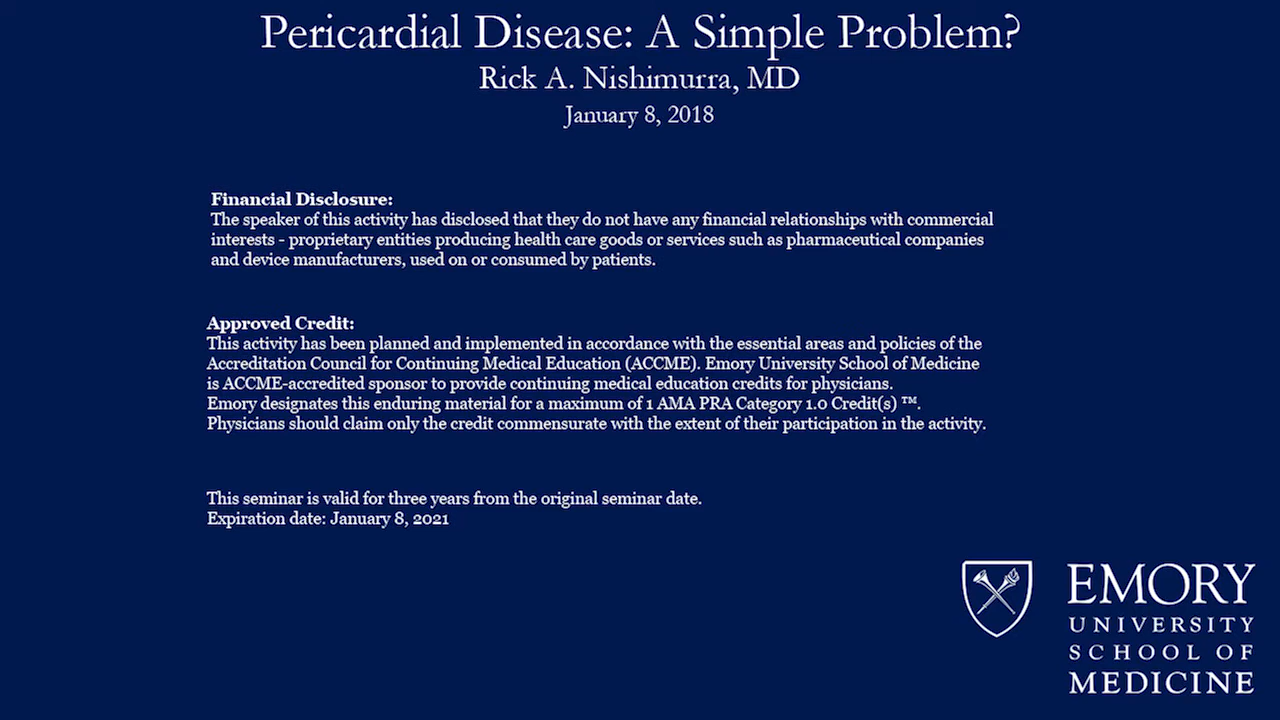 Pericardial Disease: A Simple Problem?
Rick A. Nishimurra, MD
January 8, 2018
Financial Disclosure:
The speaker of this activity has disclosed that they do not have any financial relationships with commercial
interests - proprietary entities producing health care goods or services such as pharmaceutical companies
and device manufacturers, used on or consumed by patients.
Approved Credit:
This activity has been planned and implemented in accordance with the essential areas and policies of the
Accreditation Council for Continuing Medical Education (ACCME). Emory University School of Medicine
is ACCME-accredited sponsor to provide continuing medical education credits for physicians.
Emory designates this enduring material for a maximum of 1 AMA PRA Category 1.0 Credit(s) ™.
Physicians should claim only the credit commensurate with the extent of their participation in the activity.
This seminar is valid for three years from the original seminar date.
Expiration date: January 8, 2021
EMORY
UNIVERSITY
SCHOOL OF
MEDICINE